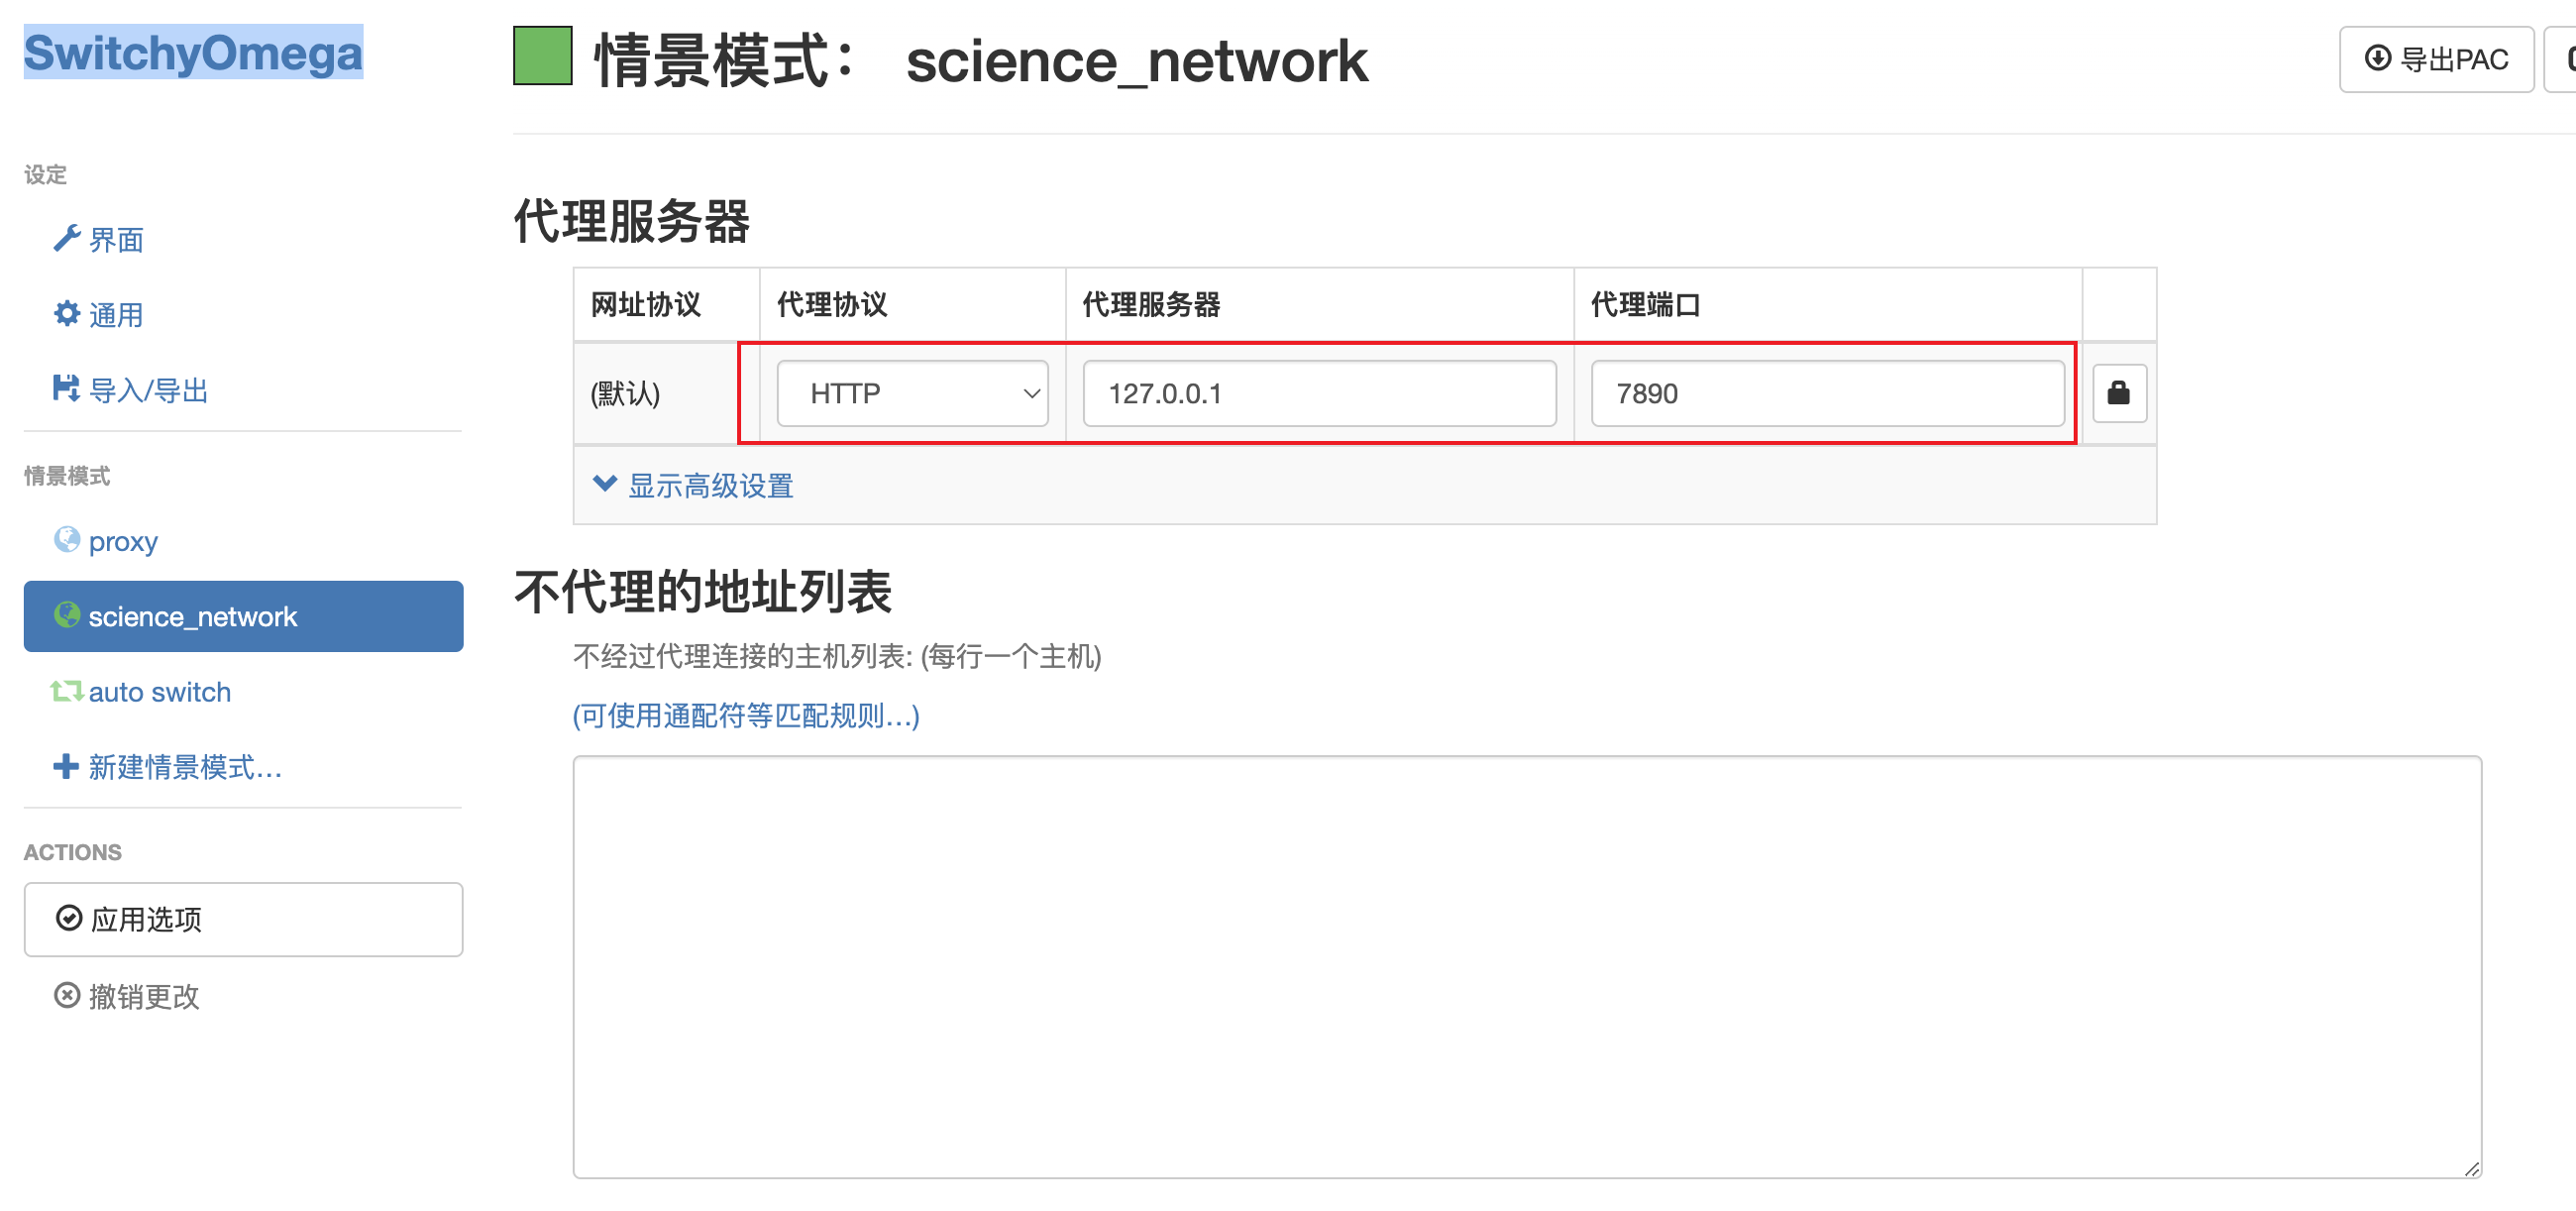 SwitchyOmega
设定
界面
通用
导入/导出
情景模式
proxy
science_network
auto switch
新建情景模式…
ACTIONS
应用选项
撤销更改
情景模式： science_network
导出PAC
代理服务器
网址协议 代理协议 代理服务器 代理端口
(默认) HTTP 127.0.0.1 7890
显示高级设置
不代理的地址列表
不经过代理连接的主机列表: (每行一个主机)
(可使用通配符等匹配规则…)